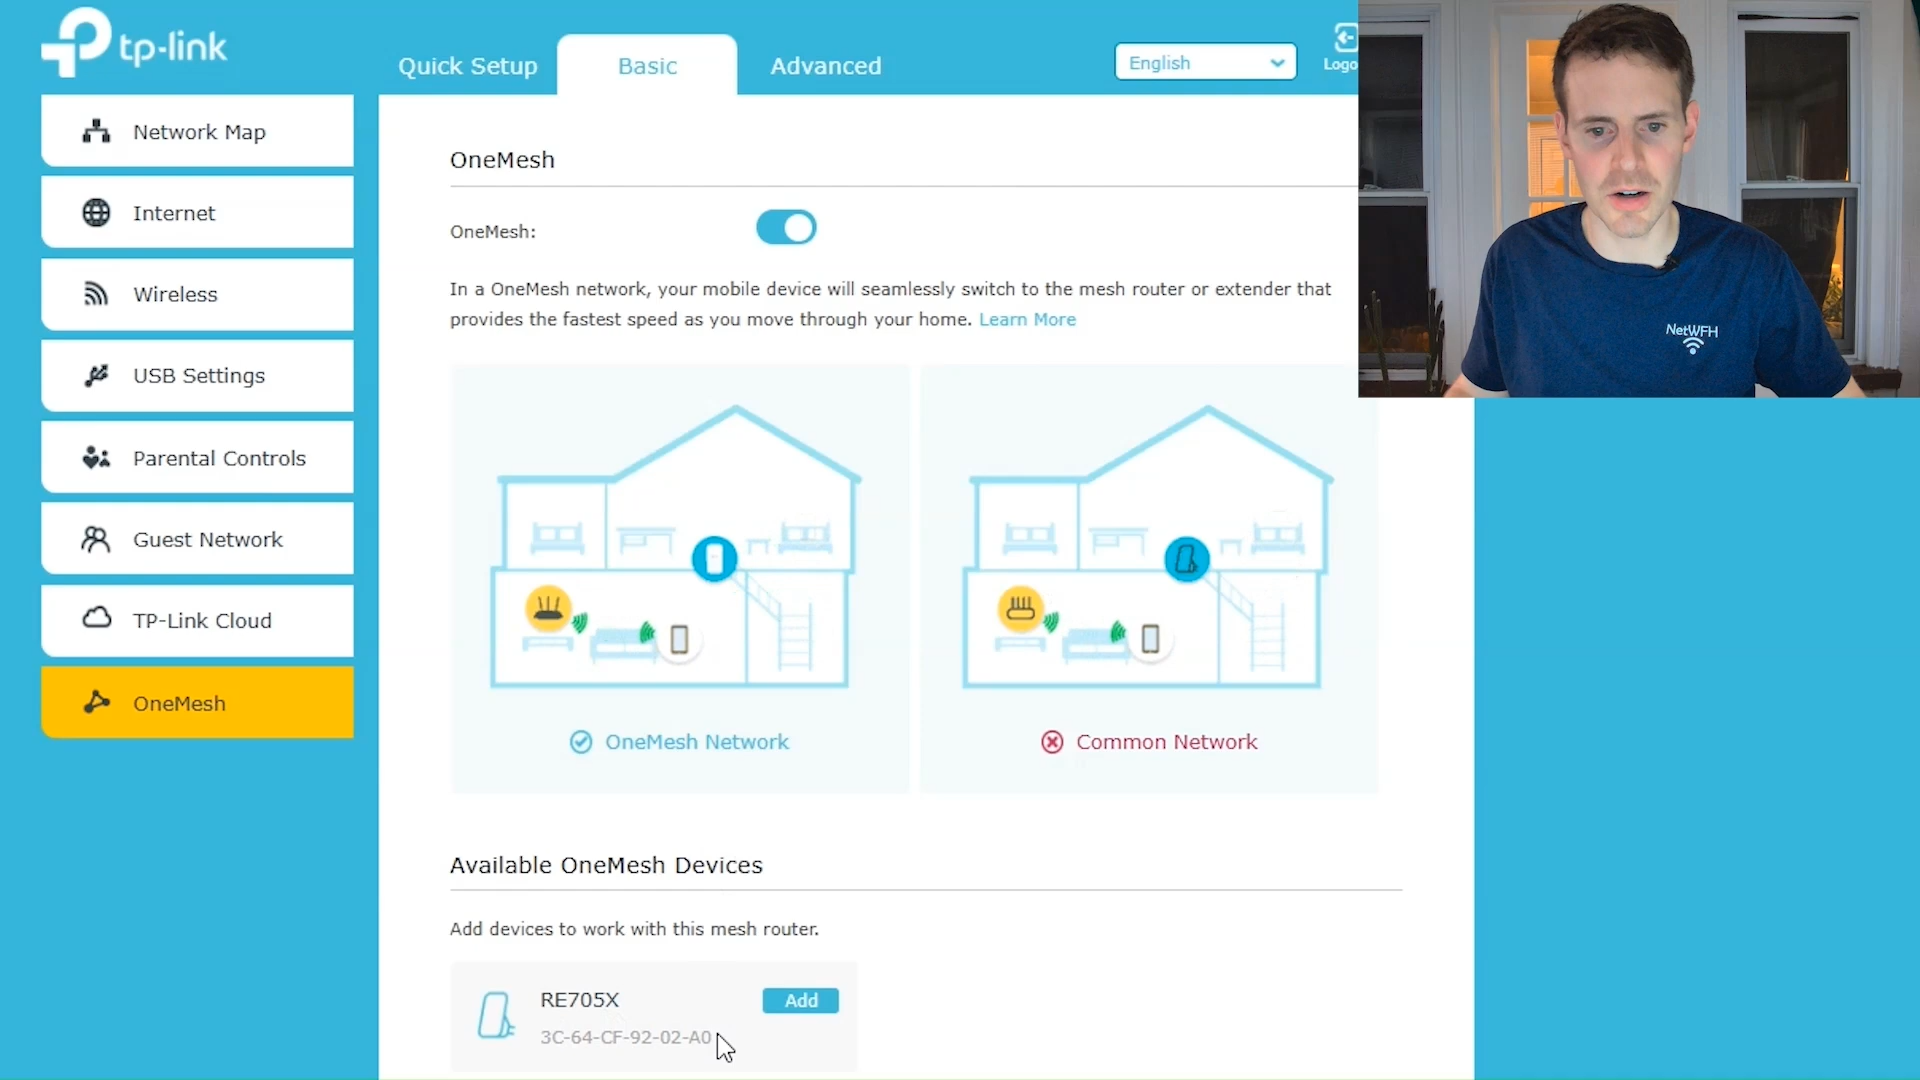 tp-link
Quick Setup
Basic
Advanced
English
Logo
Network Map
Internet
Wireless
USB Settings
Parental Controls
Guest Network
TP-Link Cloud
OneMesh
OneMesh
OneMesh:
In a OneMesh network, your mobile device will seamlessly switch to the mesh router or extender that
provides the fastest speed as you move through your home. Learn More
OneMesh Network
Common Network
Available OneMesh Devices
Add devices to work with this mesh router.
RE705X
Add
3C-64-CF-92-02-A0
NetWFH